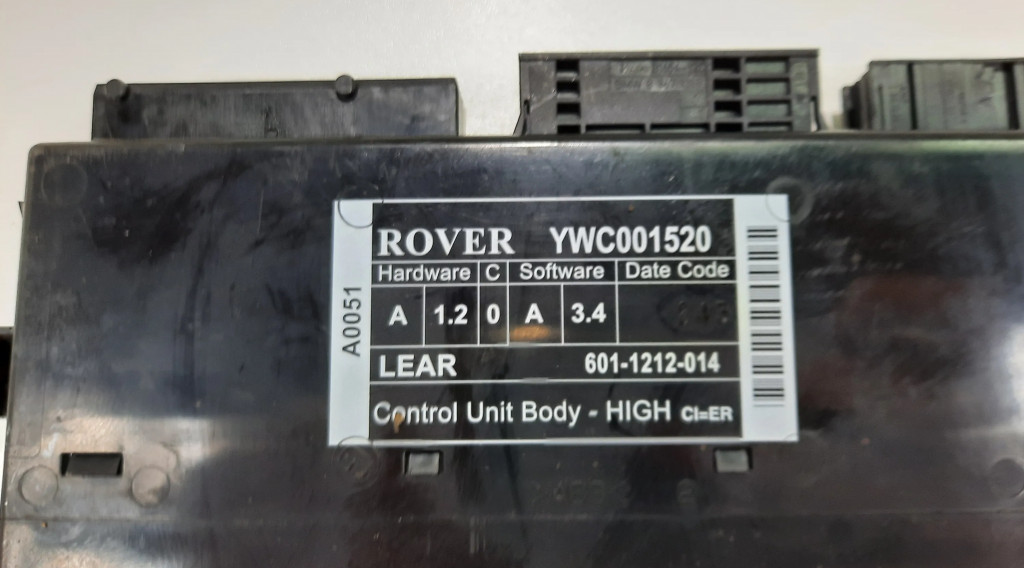 ROVER YWC001520
Hardware C Software Date Code
A 1.2 0 A 3.4
A0051
LEAR 601-1212-014
Control Unit Body - HIGH CI=ER